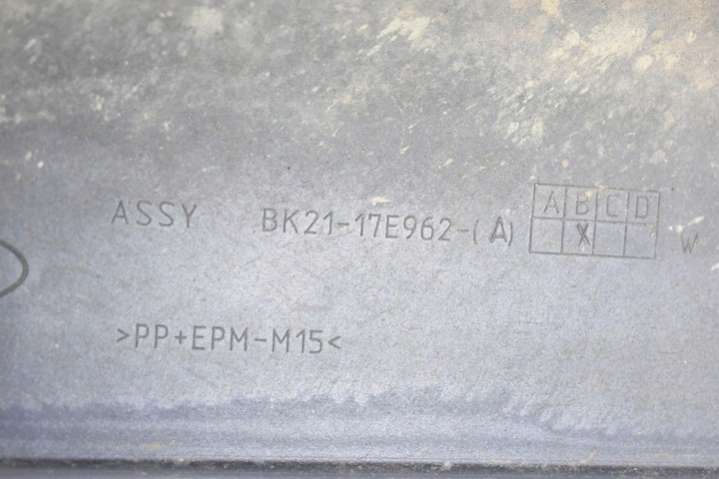 ASSY BK21-17E962-(A) A B C D
X W
>PP+EPM-M15<